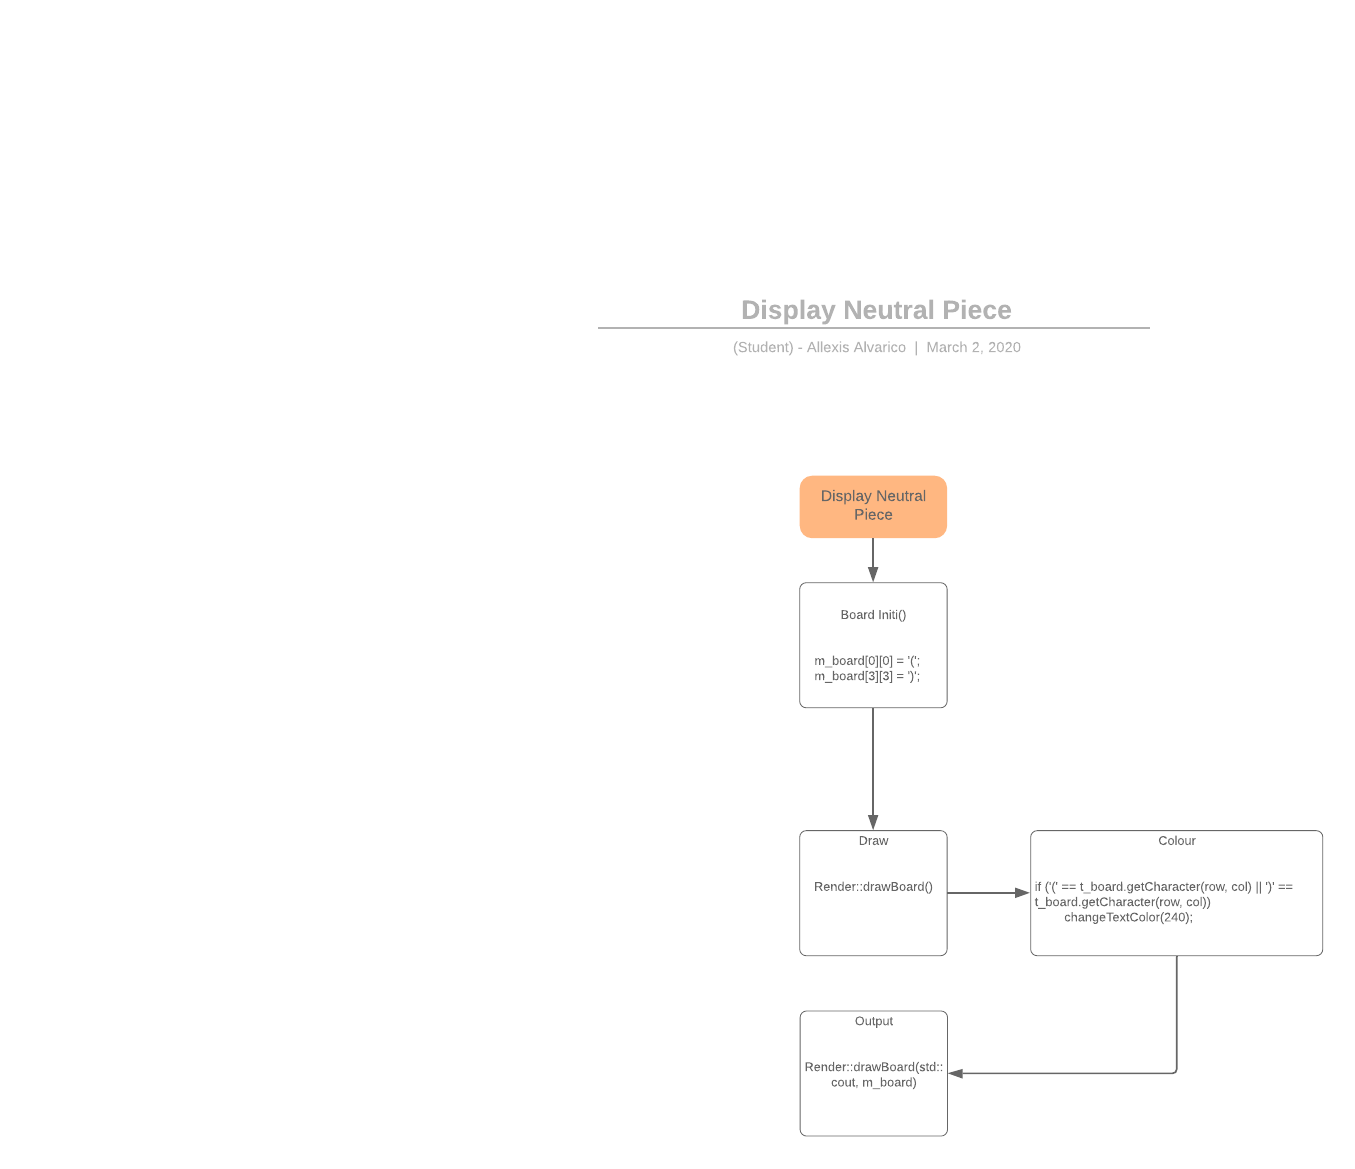 Display Neutral Piece
(Student) - Allexis Alvarico | March 2, 2020
Display Neutral
Piece
Board Initi()
m_board[0][0] = '(';
m_board[3][3] = ')';
Draw
Render::drawBoard()
Colour
if ('(' == t_board.getCharacter(row, col) || ')' ==
t_board.getCharacter(row, col))
changeTextColor(240);
Output
Render::drawBoard(std::
cout, m_board)